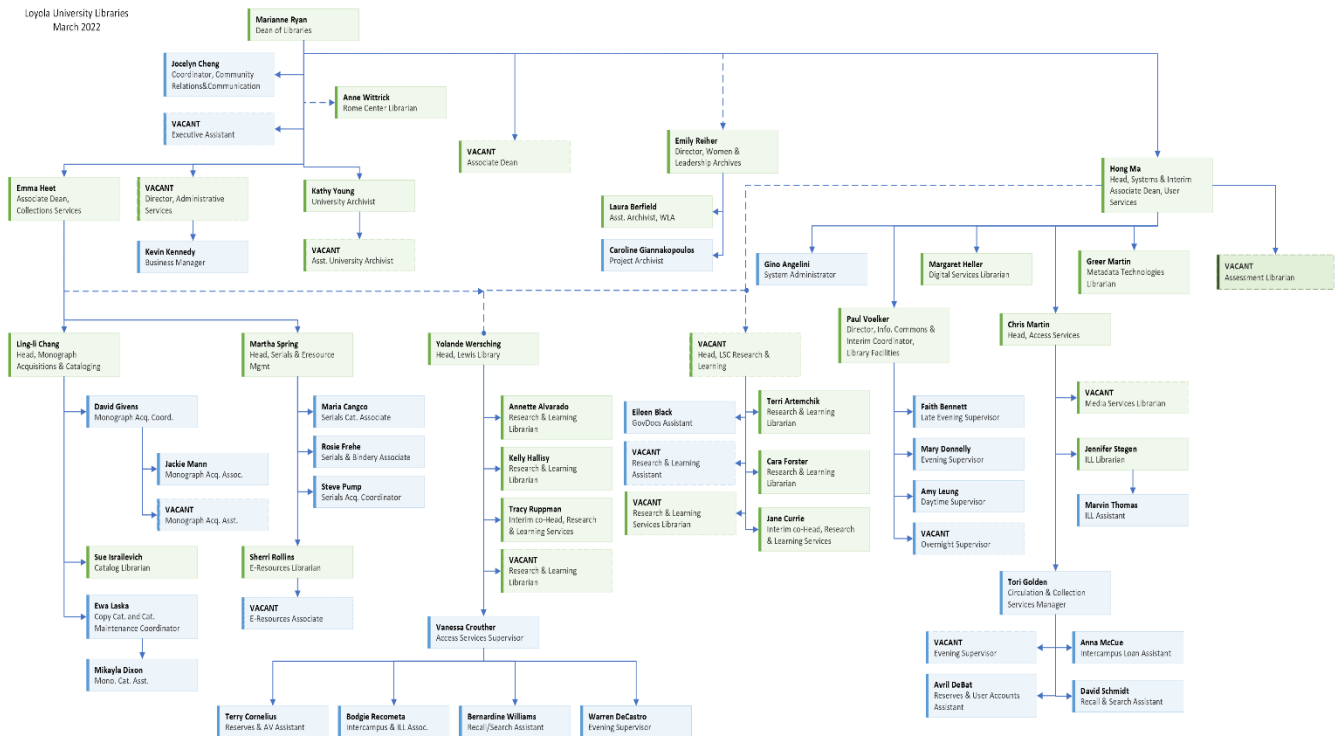 Loyola University Libraries
March 2022
Marianne Ryan
Dean of Libraries
Jocelyn Cheng
Coordinator, Community
Relations&Communication
Anne Wittrick
Rome Center Librarian
VACANT
Executive Assistant
VACANT
Associate Dean
Emily Reiher
Director, Women &
Leadership Archives
Hong Ma
Head, Systems & Interim
Associate Dean, User
Services
Emma Heet
Associate Dean,
Collections Services
VACANT
Director, Administrative
Services
Kathy Young
University Archivist
Laura Berfield
Asst. Archivist, WLA
Kevin Kennedy
Business Manager
VACANT
Asst. University Archivist
Caroline Giannakopoulos
Project Archivist
Gino Angelini
System Administrator
Margaret Heller
Digital Services Librarian
Greer Martin
Metadata Technologies
Librarian
VACANT
Assessment Librarian
Ling-li Chang
Head, Monograph
Acquisitions & Cataloging
Martha Spring
Head, Serials & Eresource
Mgmt
Yolande Wersching
Head, Lewis Library
VACANT
Head, LSC Research &
Learning
Paul Voelker
Director, Info. Commons &
Interim Coordinator,
Library Facilities
Chris Martin
Head, Access Services
David Givens
Monograph Acq. Coord.
Jackie Mann
Monograph Acq. Assoc.
VACANT
Monograph Acq. Asst.
Sue Israilevich
Catalog Librarian
Ewa Laska
Copy Cat. and Cat.
Maintenance Coordinator
Mikayla Dixon
Mono. Cat. Asst.
Maria Cangco
Serials Cat. Associate
Rosie Frehe
Serials & Bindery Associate
Steve Pump
Serials Acq. Coordinator
Sherri Rollins
E-Resources Librarian
VACANT
E-Resources Associate
Annette Alvarado
Research & Learning
Librarian
Kelly Hallisy
Research & Learning
Librarian
Tracy Ruppman
Interim co-Head, Research
& Learning Services
VACANT
Research & Learning
Librarian
Vanessa Crouther
Access Services Supervisor
Terry Cornelius
Reserves & AV Assistant
Bodgie Recometa
Intercampus & ILL Assoc.
Bernardine Williams
Recall/Search Assistant
Warren DeCastro
Evening Supervisor
Eileen Black
GovDocs Assistant
VACANT
Research & Learning
Assistant
VACANT
Research & Learning
Services Librarian
Terri Artemchik
Research & Learning
Librarian
Cara Forster
Research & Learning
Librarian
Jane Currie
Interim co-Head, Research
& Learning Services
Faith Bennett
Late Evening Supervisor
Mary Donnelly
Evening Supervisor
Amy Leung
Daytime Supervisor
VACANT
Overnight Supervisor
VACANT
Media Services Librarian
Jennifer Stegen
ILL Librarian
Marvin Thomas
ILL Assistant
Tori Golden
Circulation & Collection
Services Manager
VACANT
Evening Supervisor
Anna McCue
Intercampus Loan Assistant
Avril DeBat
Reserves & User Accounts
Assistant
David Schmidt
Recall & Search Assistant